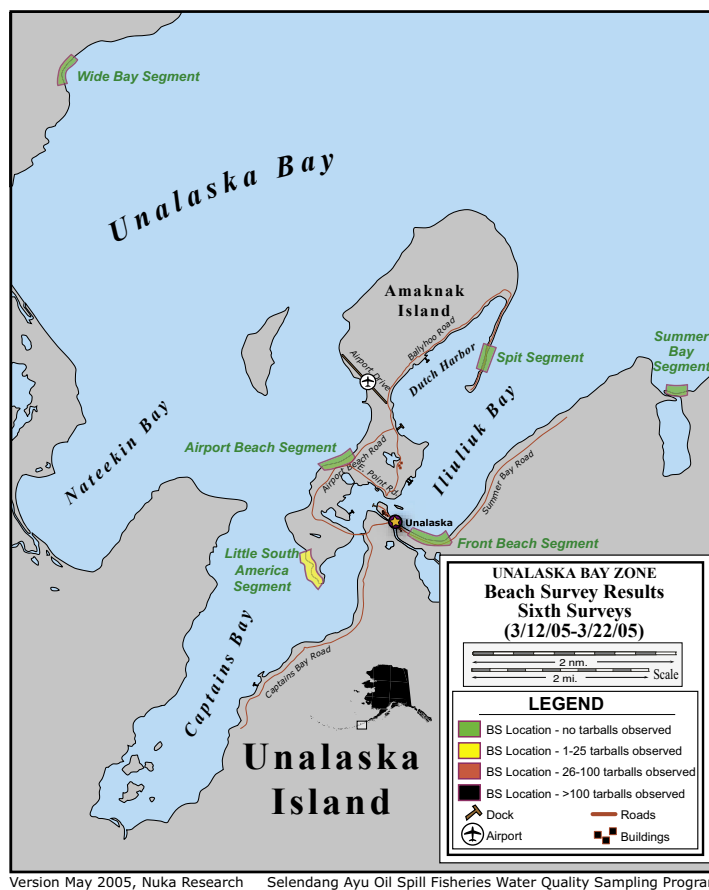 Wide Bay Segment
Unalaska Bay
Amaknak
Island
Ballyhoo Road
Dutch Harbor
Airport Drive
Spit Segment
Summer
Bay
Segment
Nateekin Bay
Airport Beach Segment
Airport Beach Road
E. Point Rd.
Iliuliuk Bay
Summer Bay Road
Unalaska
Front Beach Segment
Little South
America
Segment
Captains Bay
Captains Bay Road
Unalaska
Island
UNALASKA BAY ZONE
Beach Survey Results
Sixth Surveys
(3/12/05-3/22/05)
2 nm.
2 mi.
Scale
LEGEND
BS Location - no tarballs observed
BS Location - 1-25 tarballs observed
BS Location - 26-100 tarballs observed
BS Location - >100 tarballs observed
Dock
Roads
Airport
Buildings
Version May 2005, Nuka Research Selendang Ayu Oil Spill Fisheries Water Quality Sampling Program